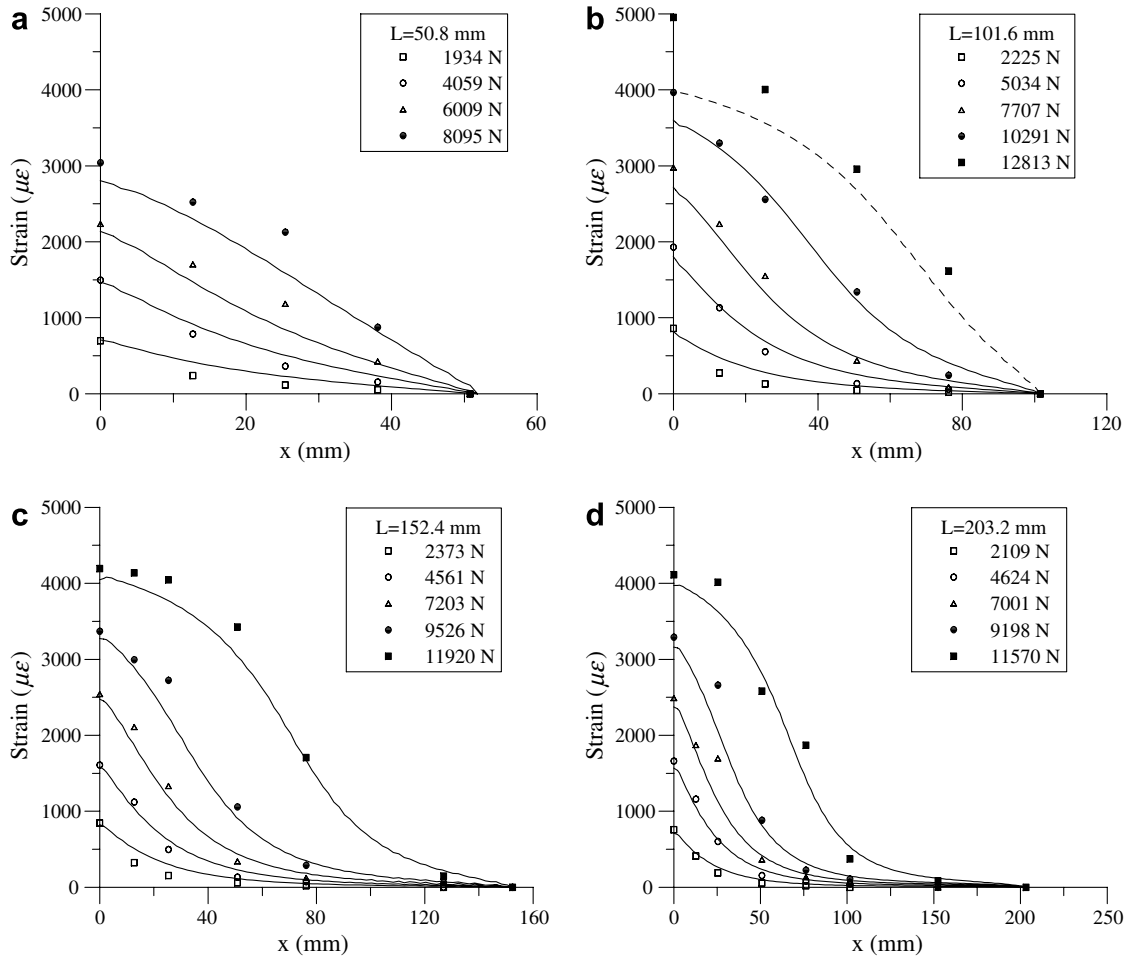 a
5000
4000
3000
2000
1000
0
Strain (με)
L=50.8 mm
1934 N
4059 N
6009 N
8095 N
0
20
40
60
x (mm)
b
5000
4000
3000
2000
1000
0
Strain (με)
L=101.6 mm
2225 N
5034 N
7707 N
10291 N
12813 N
0
40
80
120
x (mm)
c
5000
4000
3000
2000
1000
0
Strain (με)
L=152.4 mm
2373 N
4561 N
7203 N
9526 N
11920 N
0
40
80
120
160
x (mm)
d
5000
4000
3000
2000
1000
0
Strain (με)
L=203.2 mm
2109 N
4624 N
7001 N
9198 N
11570 N
0
50
100
150
200
250
x (mm)